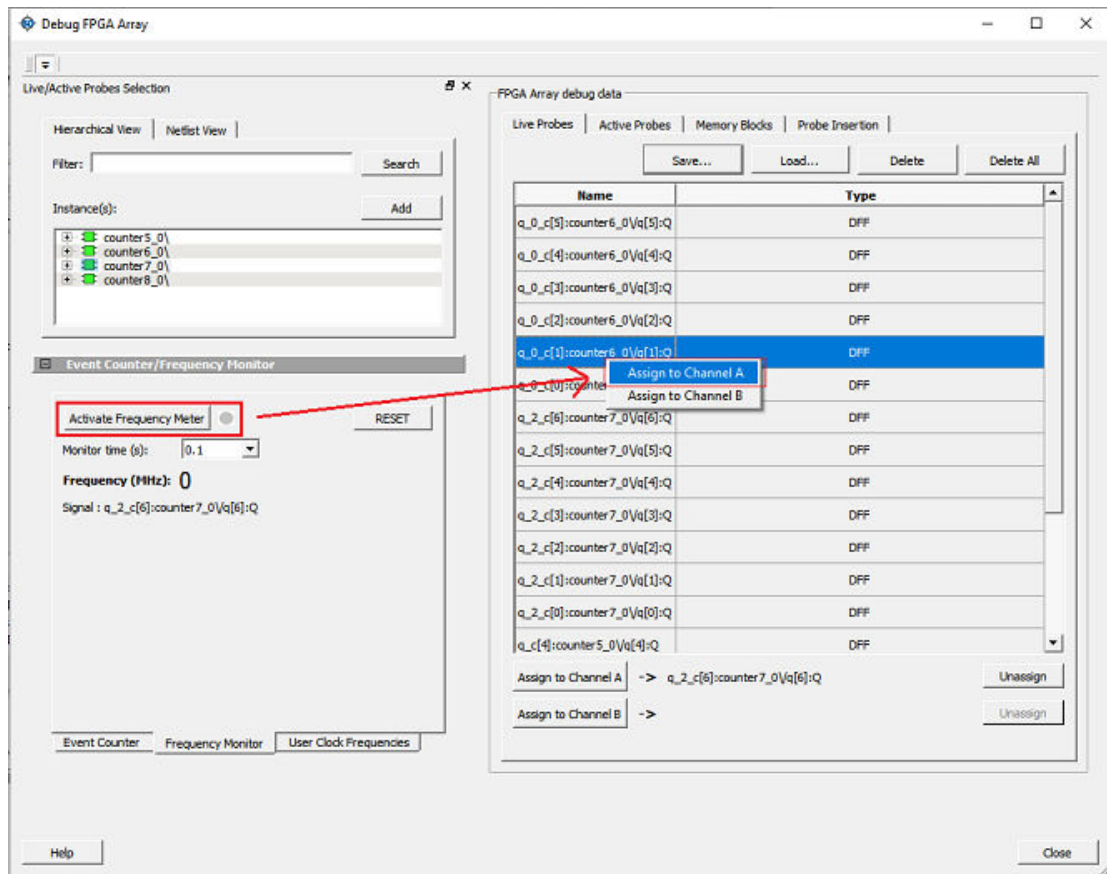 Debug FPGA Array
Live/Active Probes Selection
Hierarchical View
Netlist View
Filter:
Search
Instance(s):
Add
counter5_0\
counter6_0\
counter7_0\
counter8_0\
Event Counter/Frequency Monitor
Activate Frequency Meter
RESET
Monitor time (s):
0.1
Frequency (MHz): 0
Signal : q_2_c[6]:counter7_0\/q[6]:Q
Event Counter
Frequency Monitor
User Clock Frequencies
FPGA Array debug data
Live Probes
Active Probes
Memory Blocks
Probe Insertion
Save...
Load...
Delete
Delete All
Name Type
q_0_c[5]:counter6_0\/q[5]:Q DFF
q_0_c[4]:counter6_0\/q[4]:Q DFF
q_0_c[3]:counter6_0\/q[3]:Q DFF
q_0_c[2]:counter6_0\/q[2]:Q DFF
q_0_c[1]:counter6_0\/q[1]:Q DFF
Assign to Channel A
q_0_c[0]:counter DFF
Assign to Channel B
q_2_c[6]:counter7_0\/q[6]:Q DFF
q_2_c[5]:counter7_0\/q[5]:Q DFF
q_2_c[4]:counter7_0\/q[4]:Q DFF
q_2_c[3]:counter7_0\/q[3]:Q DFF
q_2_c[2]:counter7_0\/q[2]:Q DFF
q_2_c[1]:counter7_0\/q[1]:Q DFF
q_2_c[0]:counter7_0\/q[0]:Q DFF
q_c[4]:counter5_0\/q[4]:Q DFF
Assign to Channel A -> q_2_c[6]:counter7_0\/q[6]:Q Unassign
Assign to Channel B -> Unassign
Help
Close